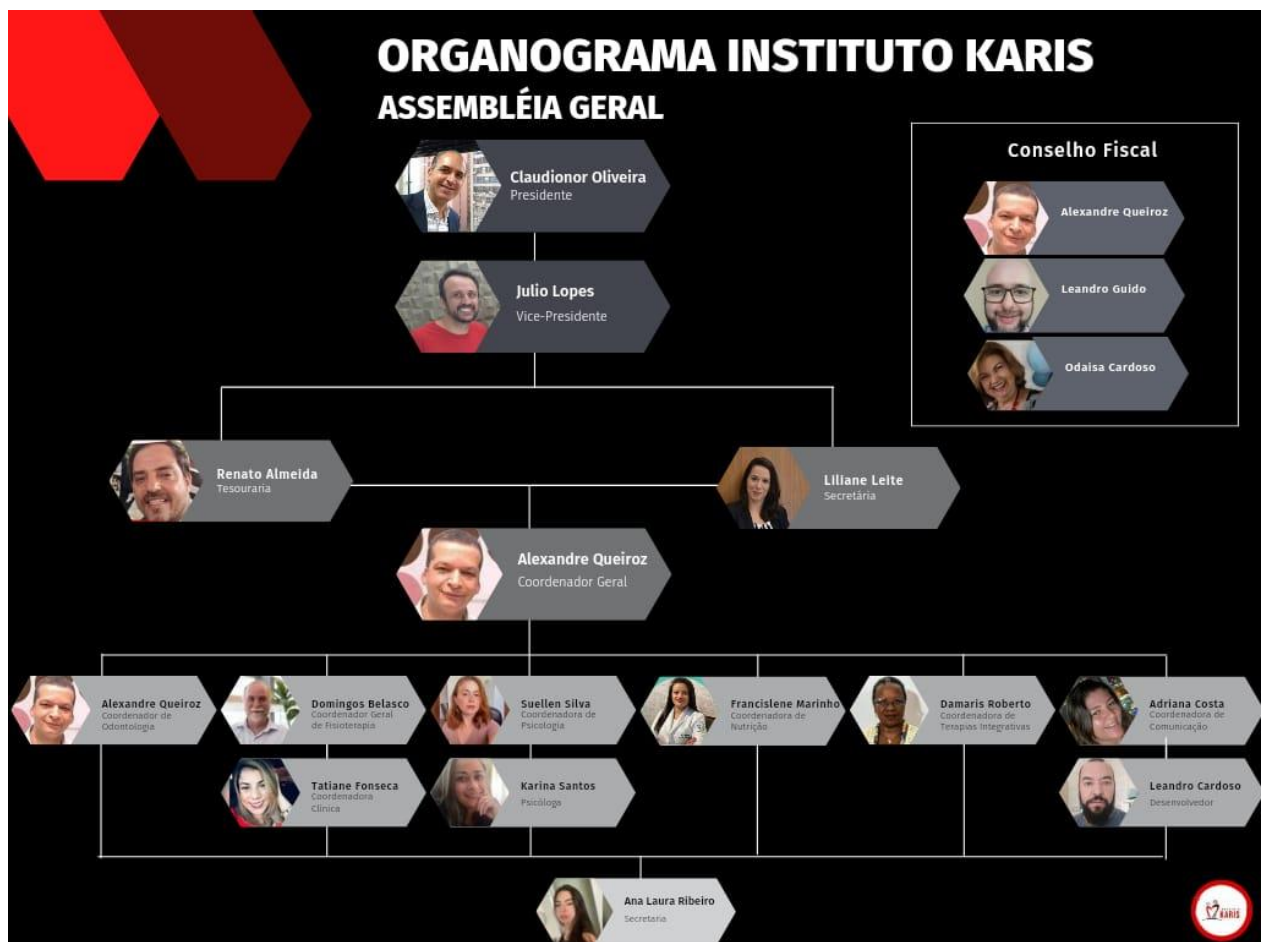 ORGANOGRAMA INSTITUTO KARIS
ASSEMBLÉIA GERAL
Claudionor Oliveira
Presidente
Julio Lopes
Vice-Presidente
Conselho Fiscal
Alexandre Queiroz
Leandro Guido
Odaisa Cardoso
Renato Almeida
Tesouraria
Liliane Leite
Secretária
Alexandre Queiroz
Coordenador Geral
Alexandre Queiroz
Coordenador de
Odontologia
Domingos Belasco
Coordenador Geral
de Fisioterapia
Suellen Silva
Coordenadora de
Psicologia
Francislene Marinho
Coordenadora de
Nutrição
Damaris Roberto
Coordenadora de
Terapias Integrativas
Adriana Costa
Coordenadora de
Comunicação
Tatiane Fonseca
Coordenadora
Clínica
Karina Santos
Psicóloga
Leandro Cardoso
Desenvolvedor
Ana Laura Ribeiro
Secretaria
KARIS